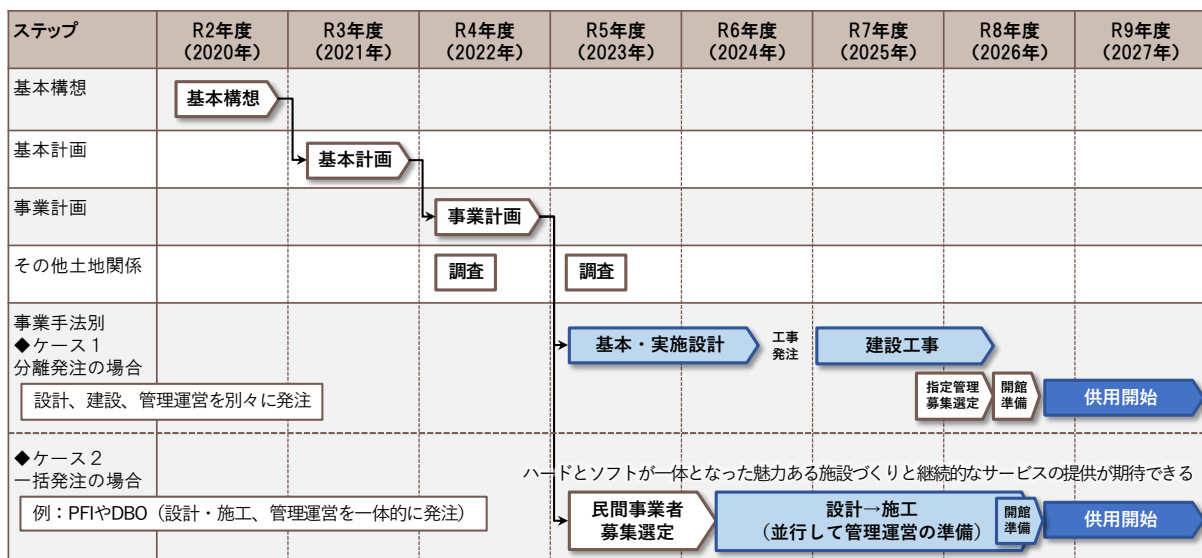 ステップ
R2年度
(2020年)
R3年度
(2021年)
R4年度
(2022年)
R5年度
(2023年)
R6年度
(2024年)
R7年度
(2025年)
R8年度
(2026年)
R9年度
(2027年)
基本構想
基本構想
基本計画
基本計画
事業計画
事業計画
その他土地関係
調査
調査
事業手法別
◆ケース1
分離発注の場合
設計、建設、管理運営を別々に発注
基本・実施設計
工事
発注
建設工事
指定管理
募集選定
開館
準備
供用開始
◆ケース2
一括発注の場合
例：PFIやDBO（設計・施工、管理運営を一体的に発注）
ハードとソフトが一体となった魅力ある施設づくりと継続的なサービスの提供が期待できる
民間事業者
募集選定
設計→施工
（並行して管理運営の準備）
開館
準備
供用開始